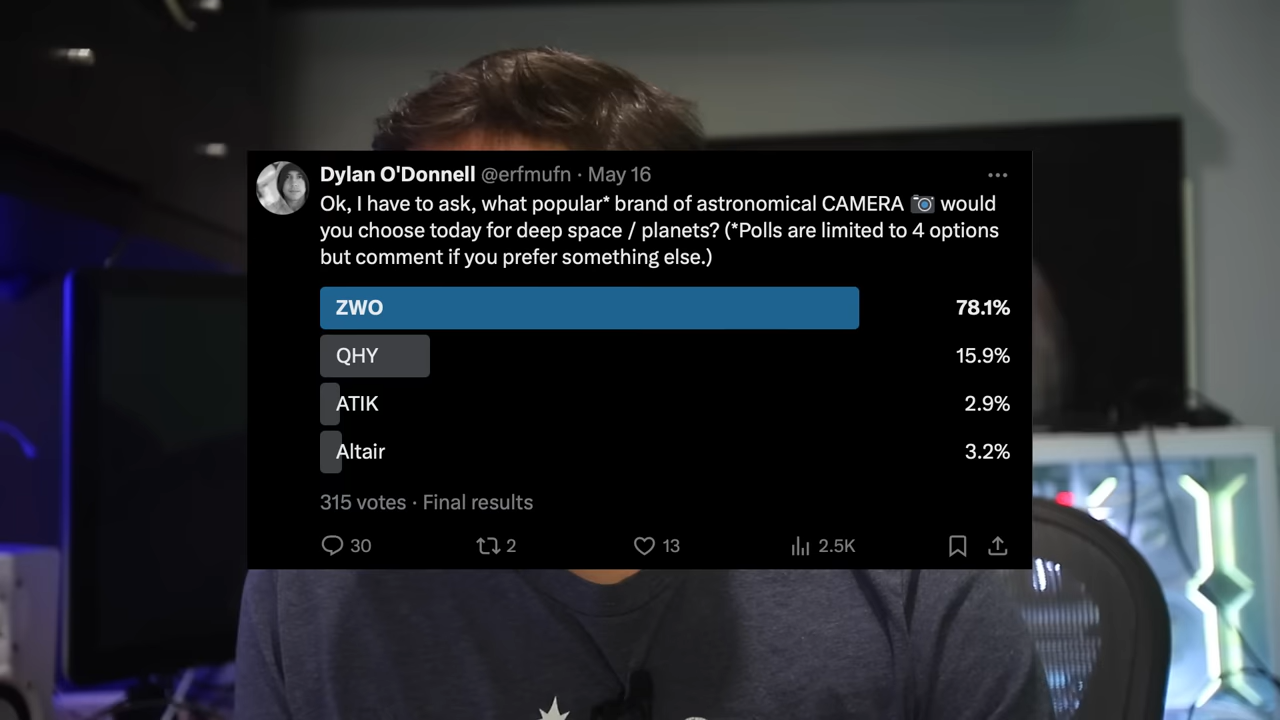 Dylan O'Donnell @erfmufn · May 16
Ok, I have to ask, what popular* brand of astronomical CAMERA 📷 would
you choose today for deep space / planets? (*Polls are limited to 4 options
but comment if you prefer something else.)
ZWO 78.1%
QHY 15.9%
ATIK 2.9%
Altair 3.2%
315 votes · Final results
30 2 13 2.5K